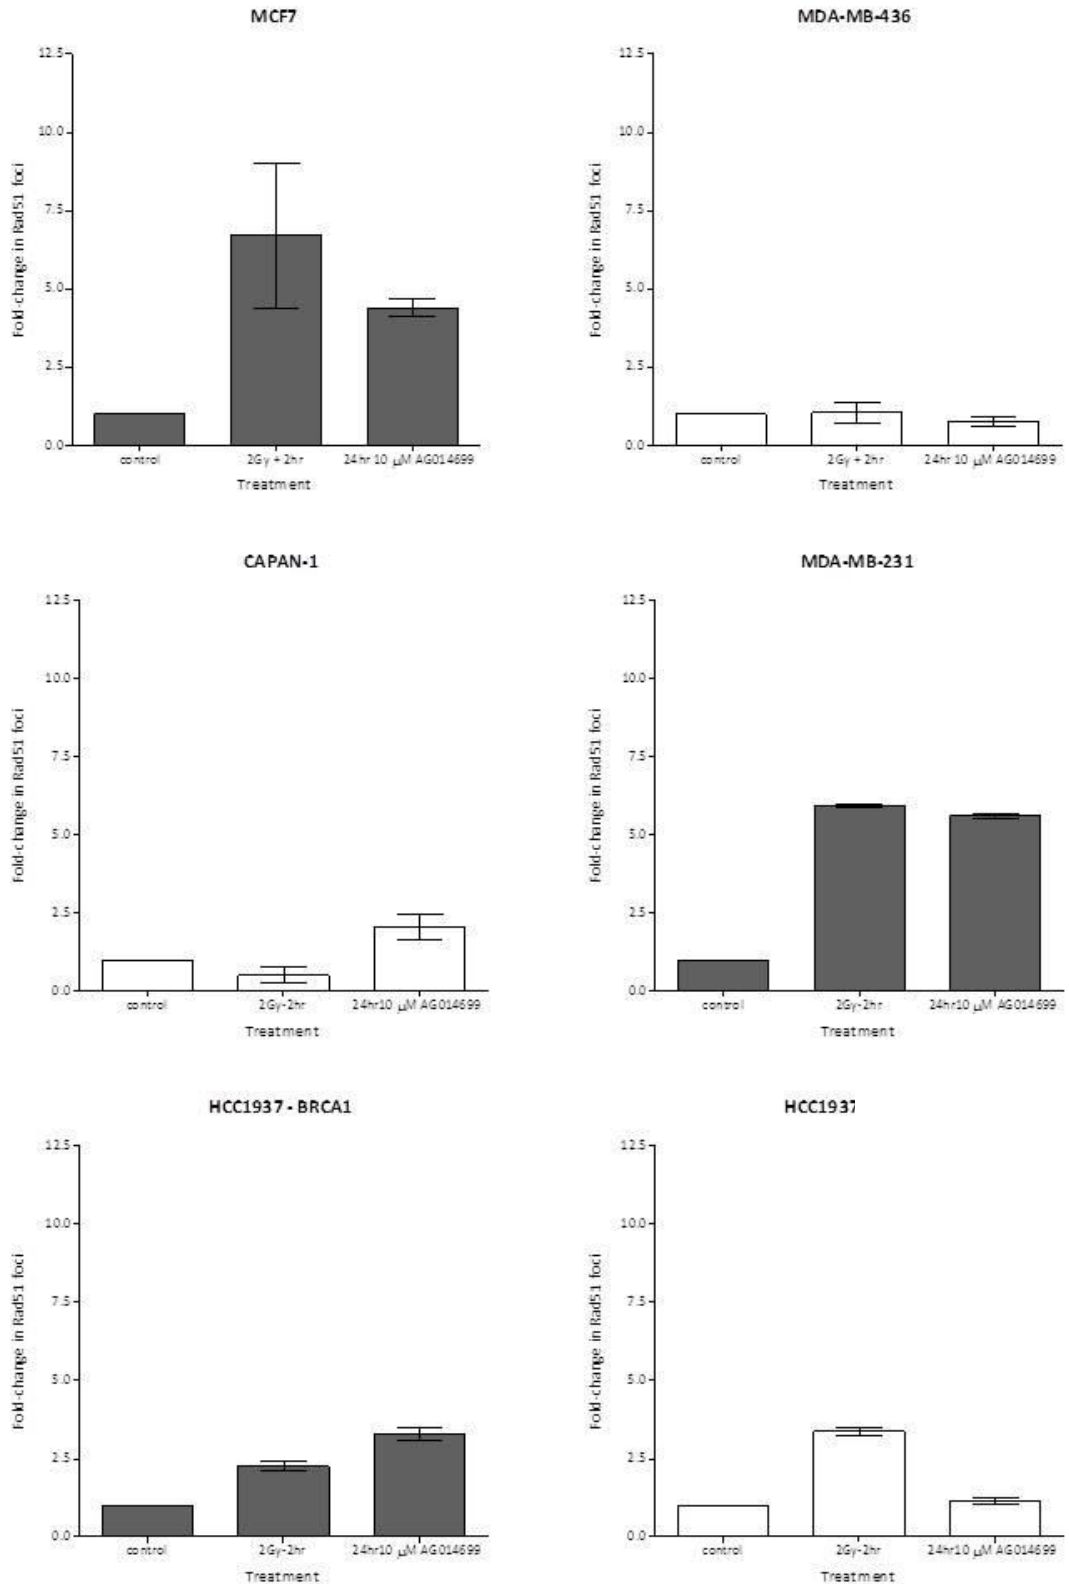 MCF7
12.5
10.0
7.5
5.0
2.5
0.0
Fold-change in Rad51 foci
control
2Gy + 2hr
24hr 10 μM AG014699
Treatment
MDA-MB-436
12.5
10.0
7.5
5.0
2.5
0.0
Fold-change in Rad51 foci
control
2Gy + 2hr
24hr 10 μM AG014699
Treatment
CAPAN-1
12.5
10.0
7.5
5.0
2.5
0.0
Fold-change in Rad51 foci
control
2Gy-2hr
24hr10 μM AG014699
Treatment
MDA-MB-231
12.5
10.0
7.5
5.0
2.5
0.0
Fold-change in Rad51 foci
control
2Gy-2hr
24hr10 μM AG014699
Treatment
HCC1937 - BRCA1
12.5
10.0
7.5
5.0
2.5
0.0
Fold-change in Rad51 foci
control
2Gy-2hr
24hr10 μM AG014699
Treatment
HCC1937
12.5
10.0
7.5
5.0
2.5
0.0
Fold-change in Rad51 foci
control
2Gy-2hr
24hr10 μM AG014699
Treatment